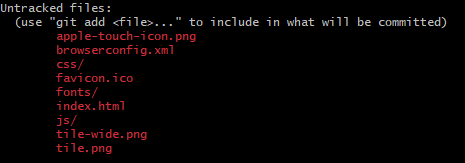 Untracked files:
(use "git add <file>..." to include in what will be committed)
apple-touch-icon.png
browserconfig.xml
css/
favicon.ico
fonts/
index.html
js/
tile-wide.png
tile.png